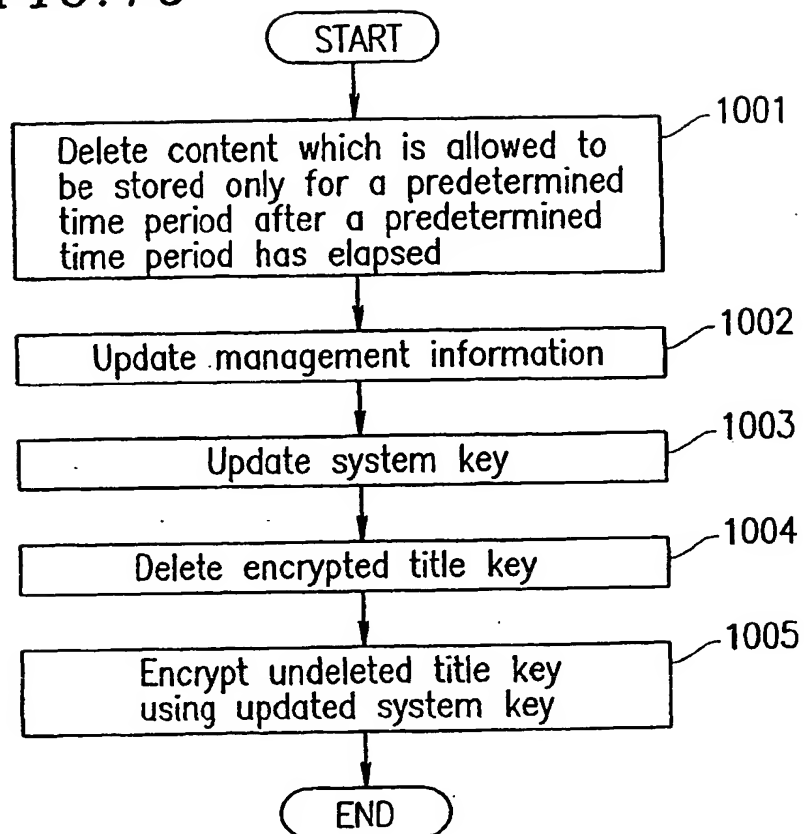 START
1001
Delete content which is allowed to
be stored only for a predetermined
time period after a predetermined
time period has elapsed
1002
Update management information
1003
Update system key
1004
Delete encrypted title key
1005
Encrypt undeleted title key
using updated system key
END